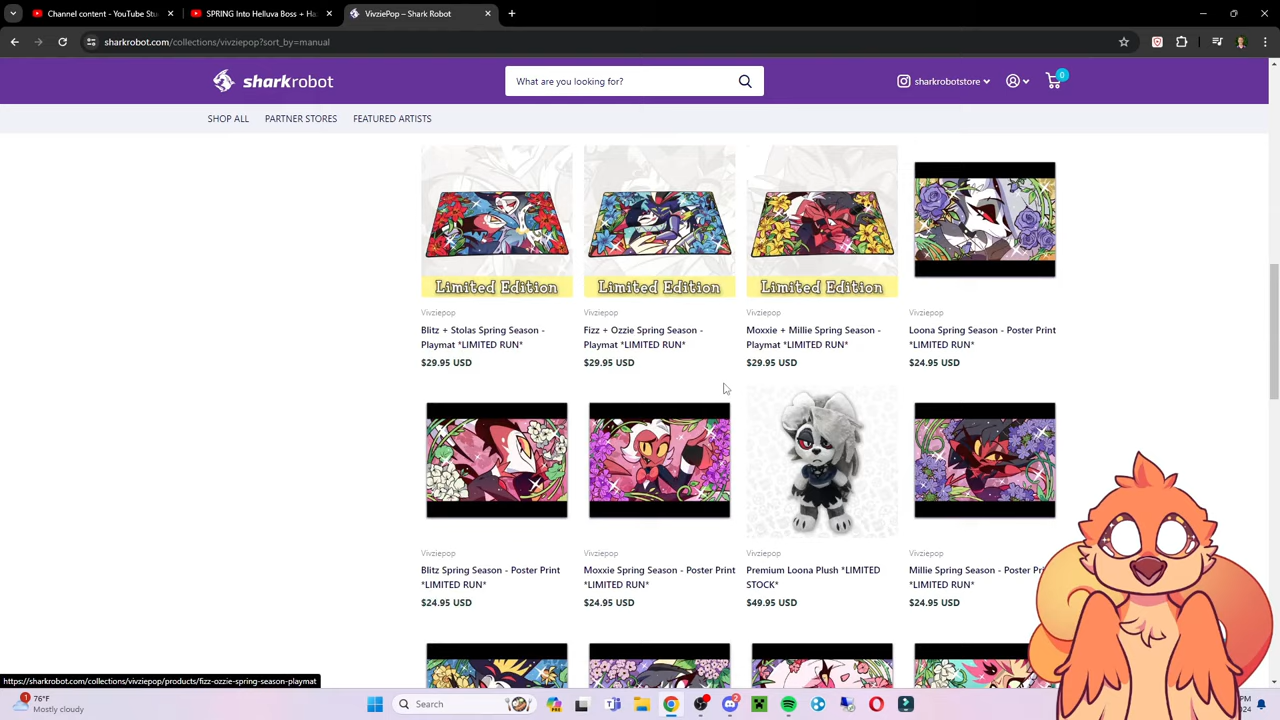 Channel content - YouTube Stu
SPRING Into Helluva Boss + Ha
VivziePop – Shark Robot
sharkrobot.com/collections/vivziepop?sort_by=manual
sharkrobot
What are you looking for?
sharkrobotstore
0
SHOP ALL
PARTNER STORES
FEATURED ARTISTS
Limited Edition
Limited Edition
Limited Edition
Vivziepop
Blitz + Stolas Spring Season -
Playmat *LIMITED RUN*
$29.95 USD
Vivziepop
Fizz + Ozzie Spring Season -
Playmat *LIMITED RUN*
$29.95 USD
Vivziepop
Moxxie + Millie Spring Season -
Playmat *LIMITED RUN*
$29.95 USD
Vivziepop
Loona Spring Season - Poster Print
*LIMITED RUN*
$24.95 USD
Vivziepop
Blitz Spring Season - Poster Print
*LIMITED RUN*
$24.95 USD
Vivziepop
Moxxie Spring Season - Poster Print
*LIMITED RUN*
$24.95 USD
Vivziepop
Premium Loona Plush *LIMITED
STOCK*
$49.95 USD
Vivziepop
Millie Spring Season - Poster Pri
*LIMITED RUN*
$24.95 USD
https://sharkrobot.com/collections/vivziepop/products/fizz-ozzie-spring-season-playmat
1
76°F
Mostly cloudy
Search
2
PM
2024